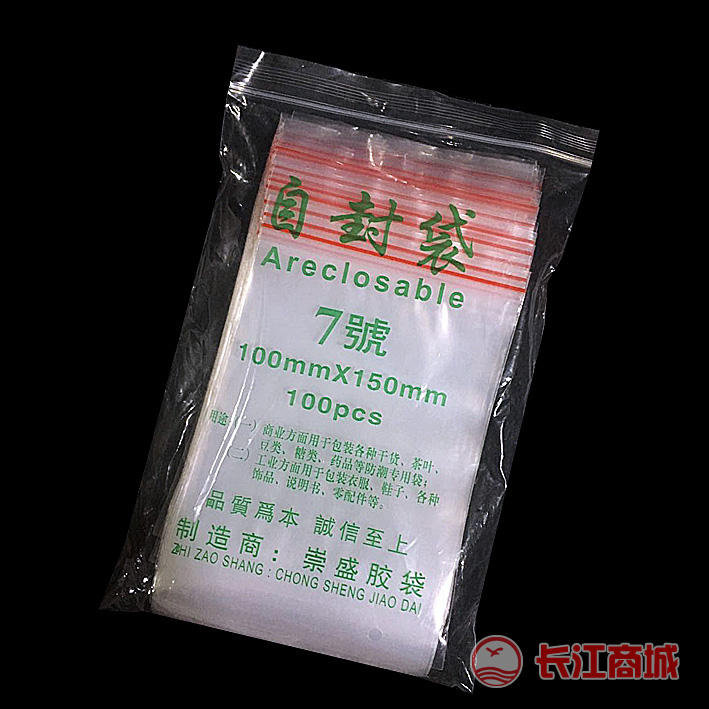 自封袋
Areclosable
7號
100mmX150mm
100pcs
用途:(一)商业方面用于包装各种干货、茶叶、
豆类、糖类、药品等防潮专用袋;
(二)工业方面用于包装衣服、鞋子、各种
饰品、说明书、零配件等。
品質爲本 誠信至上
制造商:崇盛胶袋
ZHI ZAO SHANG:CHONG SHENG JIAO DAI
长江商城